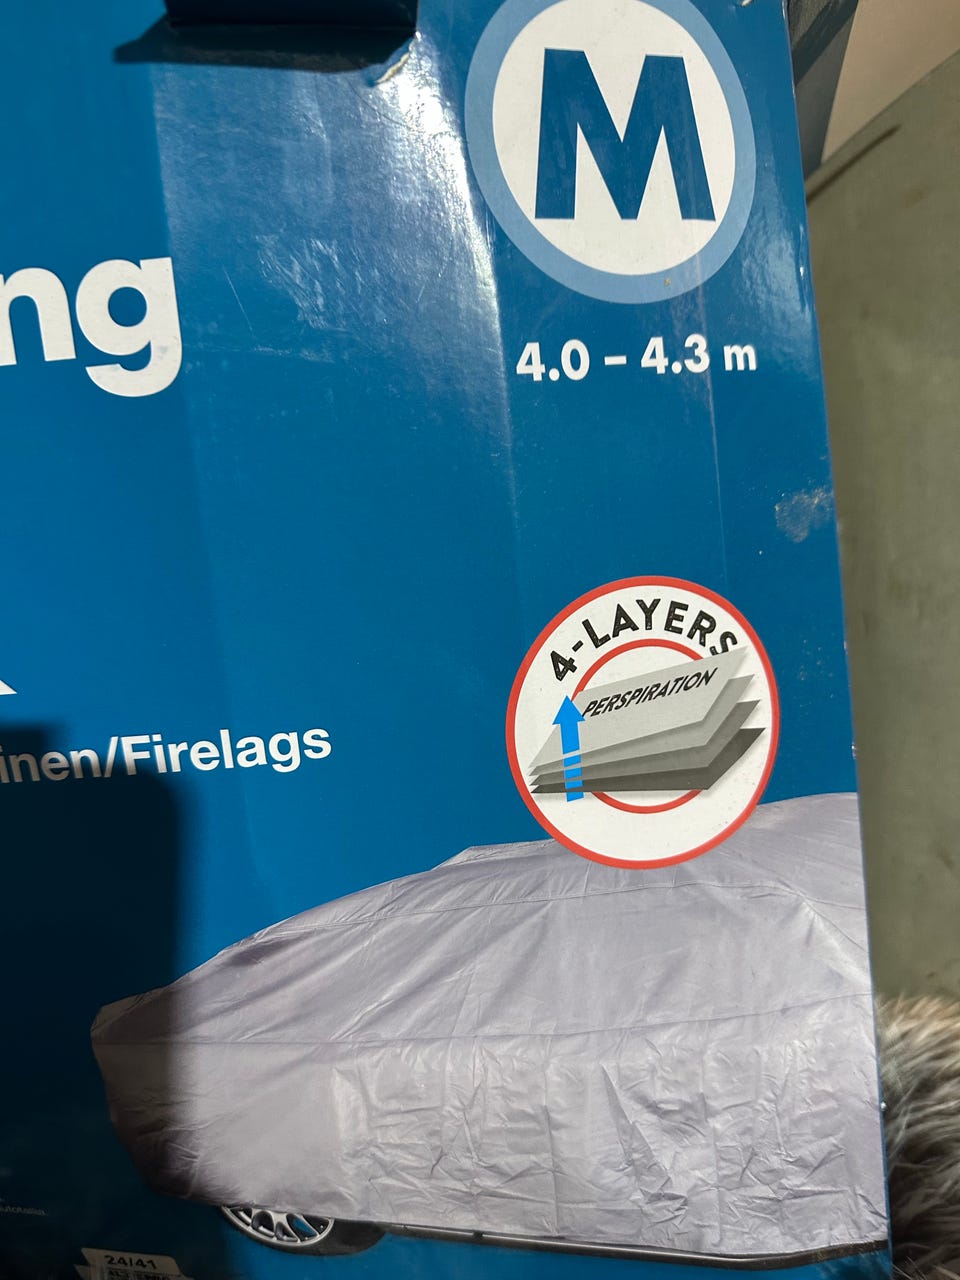 M
ng
4.0 – 4.3 m
4-LAYERS
PERSPIRATION
inen/Firelags
24/41